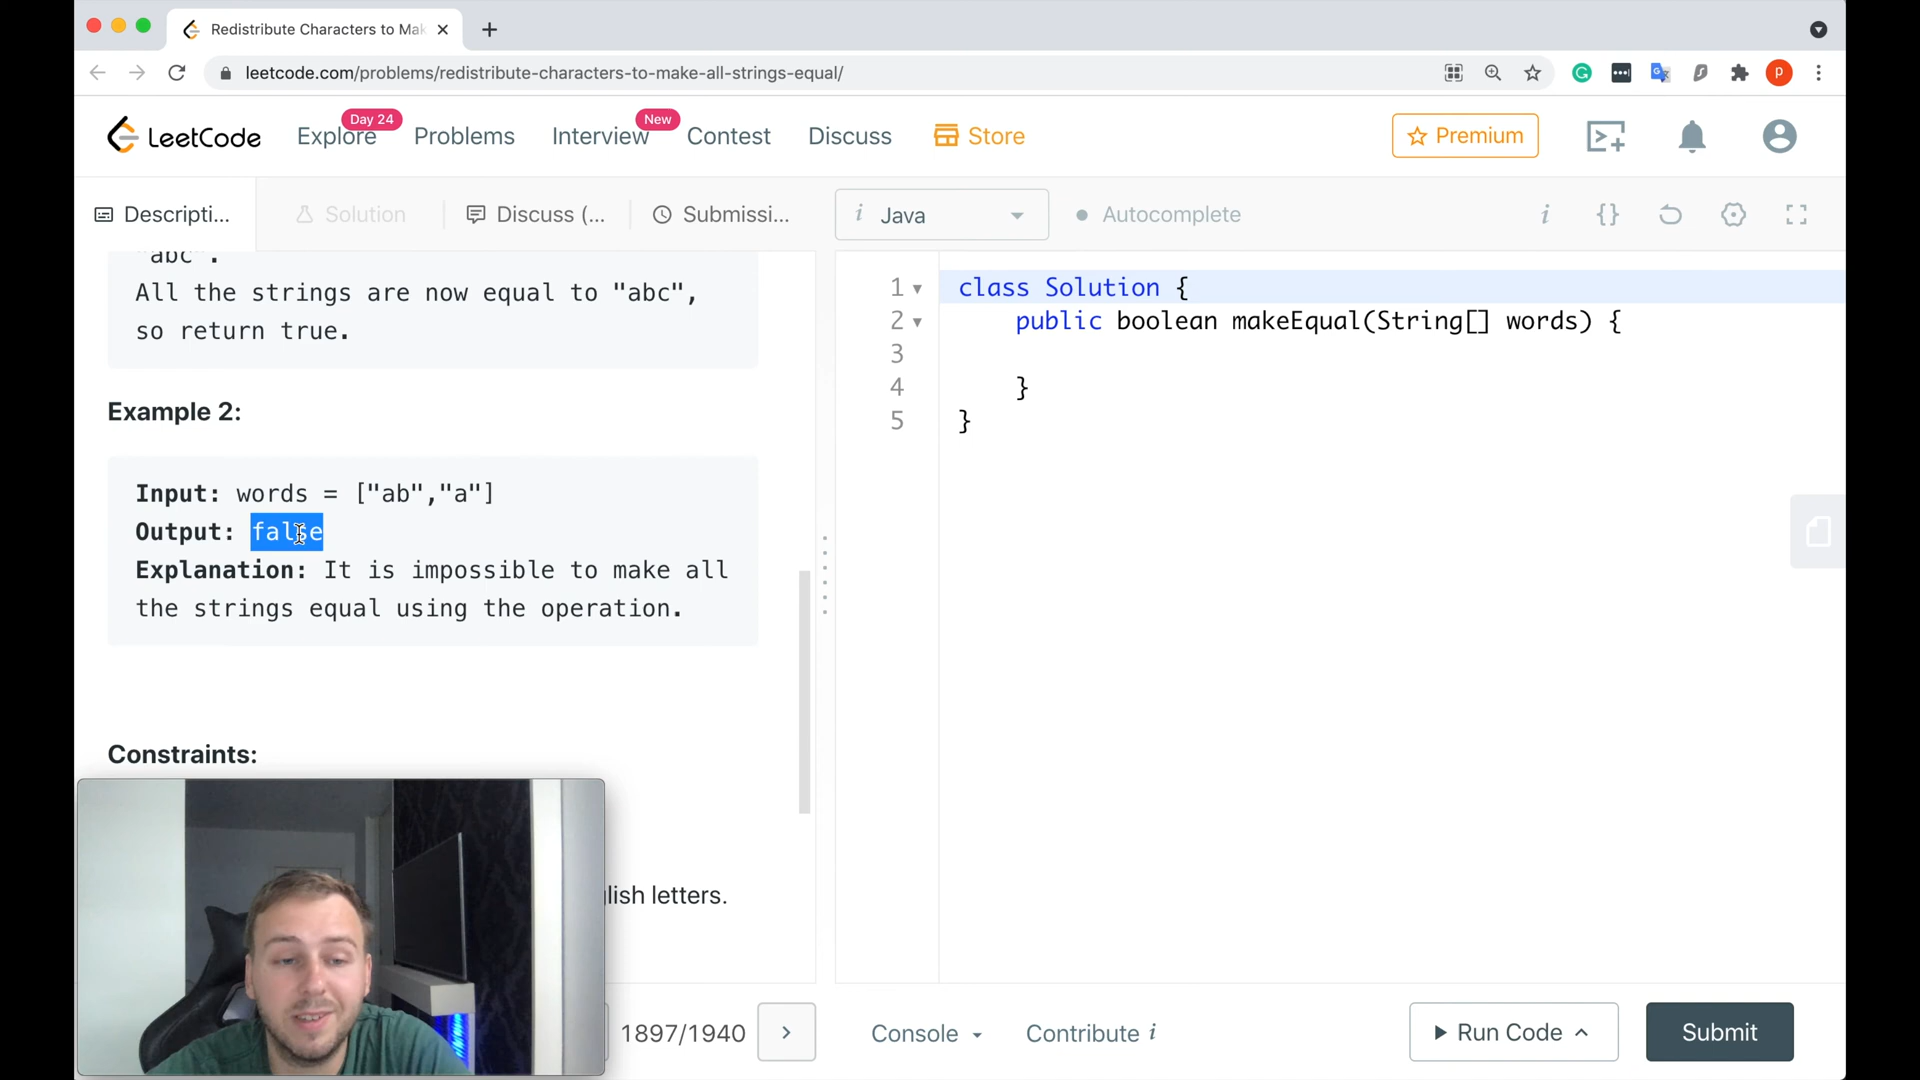 Redistribute Characters to Mak
leetcode.com/problems/redistribute-characters-to-make-all-strings-equal/
P
LeetCode
Explore
Day 24
Problems
Interview
New
Contest
Discuss
Store
Premium
Descripti...
Solution
Discuss (...
Submissi...
i Java
Autocomplete
i {}
"abc".
All the strings are now equal to "abc",
so return true.
Example 2:
Input: words = ["ab","a"]
Output: false
Explanation: It is impossible to make all
the strings equal using the operation.
Constraints:
lish letters.
1 class Solution {
2 public boolean makeEqual(String[] words) {
3
4 }
5 }
1897/1940
Console
Contribute i
Run Code
Submit